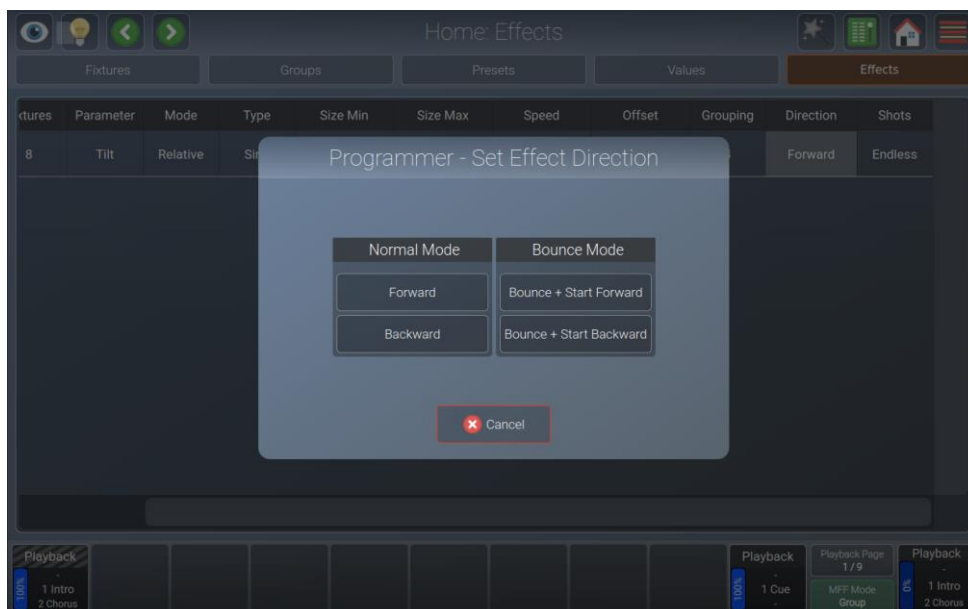 Home: Effects
Fixtures Groups Presets Values Effects
xtures Parameter Mode Type Size Min Size Max Speed Offset Grouping Direction Shots
8 Tilt Relative Forward Endless
Programmer - Set Effect Direction
Normal Mode Bounce Mode
Forward Bounce + Start Forward
Backward Bounce + Start Backward
Cancel
Playback Playback Playback Page Playback
- - 1 / 9 -
100% 1 Intro 100% 1 Cue MFF Mode 0% 1 Intro
2 Chorus - Group 2 Chorus